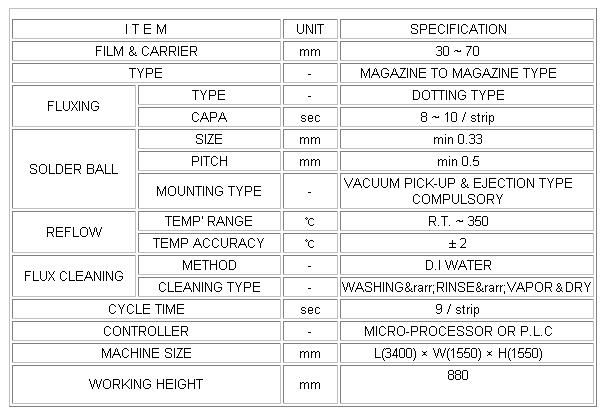 I T E M UNIT SPECIFICATION
FILM & CARRIER mm 30 ~ 70
TYPE - MAGAZINE TO MAGAZINE TYPE
FLUXING TYPE - DOTTING TYPE
CAPA sec 8 ~ 10 / strip
SOLDER BALL SIZE mm min 0.33
PITCH mm min 0.5
MOUNTING TYPE - VACUUM PICK-UP & EJECTION TYPE
COMPULSORY
REFLOW TEMP' RANGE ℃ R.T. ~ 350
TEMP ACCURACY ℃ ± 2
FLUX CLEANING METHOD - D.I WATER
CLEANING TYPE - WASHING&rarr;RINSE&rarr;VAPOR & DRY
CYCLE TIME sec 9 / strip
CONTROLLER - MICRO-PROCESSOR OR P.L.C
MACHINE SIZE mm L(3400) × W(1550) × H(1550)
WORKING HEIGHT mm 880